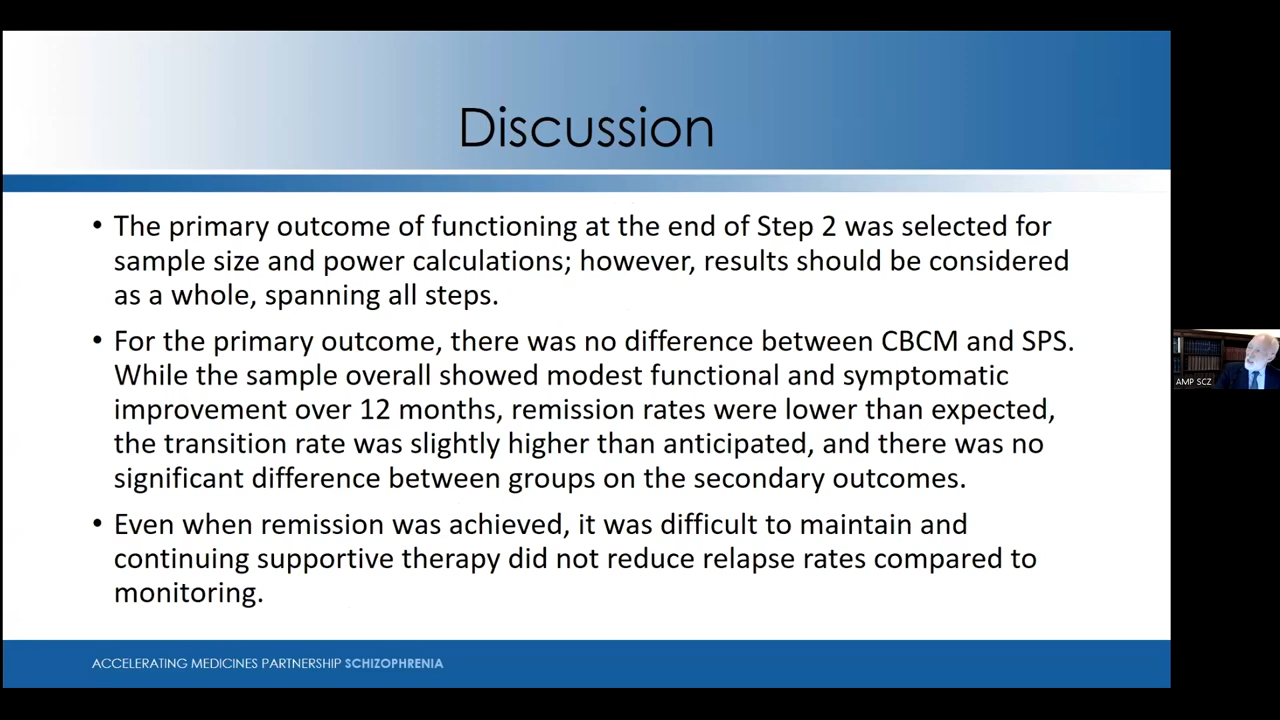 Discussion
• The primary outcome of functioning at the end of Step 2 was selected for
sample size and power calculations; however, results should be considered
as a whole, spanning all steps.
• For the primary outcome, there was no difference between CBCM and SPS.
While the sample overall showed modest functional and symptomatic
improvement over 12 months, remission rates were lower than expected,
the transition rate was slightly higher than anticipated, and there was no
significant difference between groups on the secondary outcomes.
• Even when remission was achieved, it was difficult to maintain and
continuing supportive therapy did not reduce relapse rates compared to
monitoring.
AMP SCZ
ACCELERATING MEDICINES PARTNERSHIP SCHIZOPHRENIA